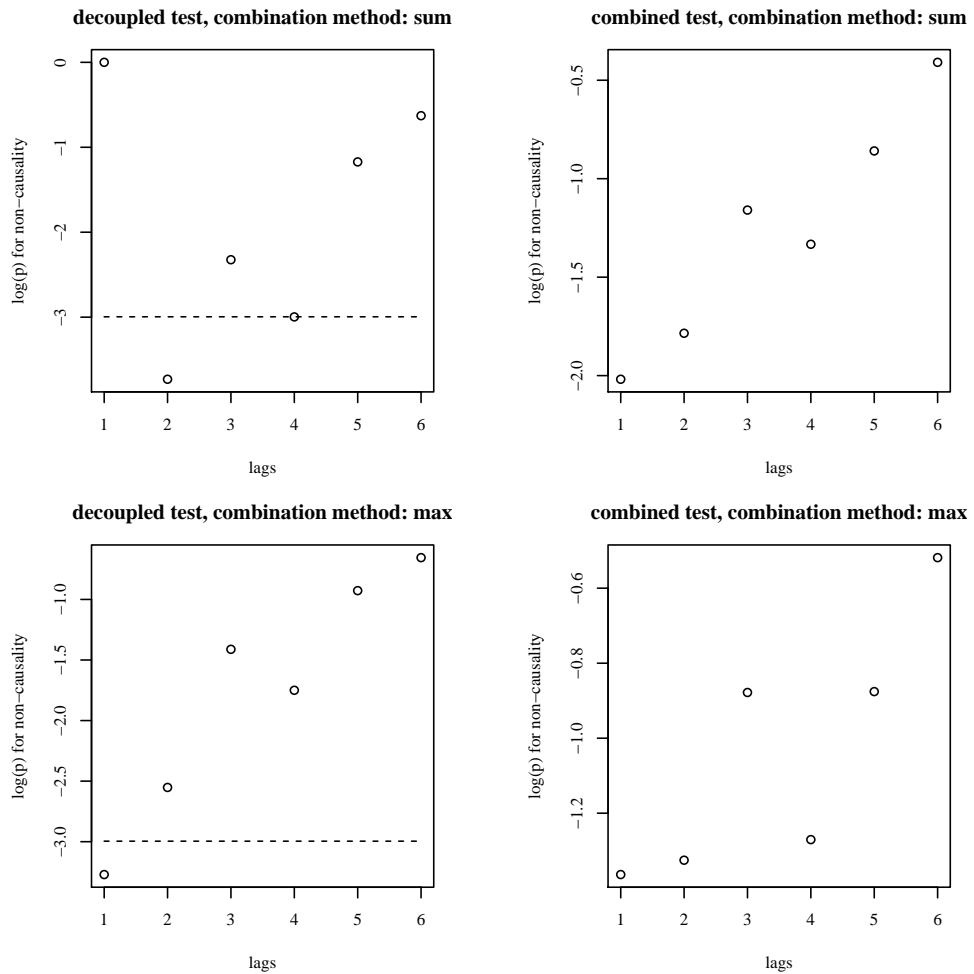 decoupled test, combination method: sum
log(p) for non−causality
0
−1
−2
−3
1 2 3 4 5 6
lags
combined test, combination method: sum
log(p) for non−causality
−0.5
−1.0
−1.5
−2.0
1 2 3 4 5 6
lags
decoupled test, combination method: max
log(p) for non−causality
−1.0
−1.5
−2.0
−2.5
−3.0
1 2 3 4 5 6
lags
combined test, combination method: max
log(p) for non−causality
−0.6
−0.8
−1.0
−1.2
1 2 3 4 5 6
lags